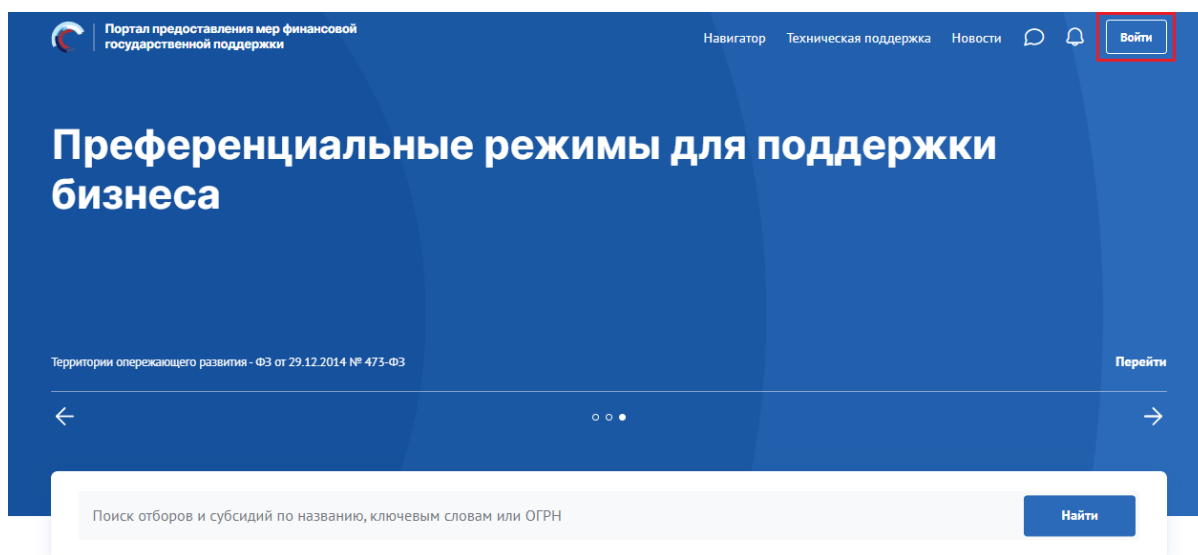 Портал предоставления мер финансовой
государственной поддержки
Навигатор Техническая поддержка Новости Войти
Преференциальные режимы для поддержки
бизнеса
Территории опережающего развития - ФЗ от 29.12.2014 № 473-ФЗ Перейти
Поиск отборов и субсидий по названию, ключевым словам или ОГРН Найти